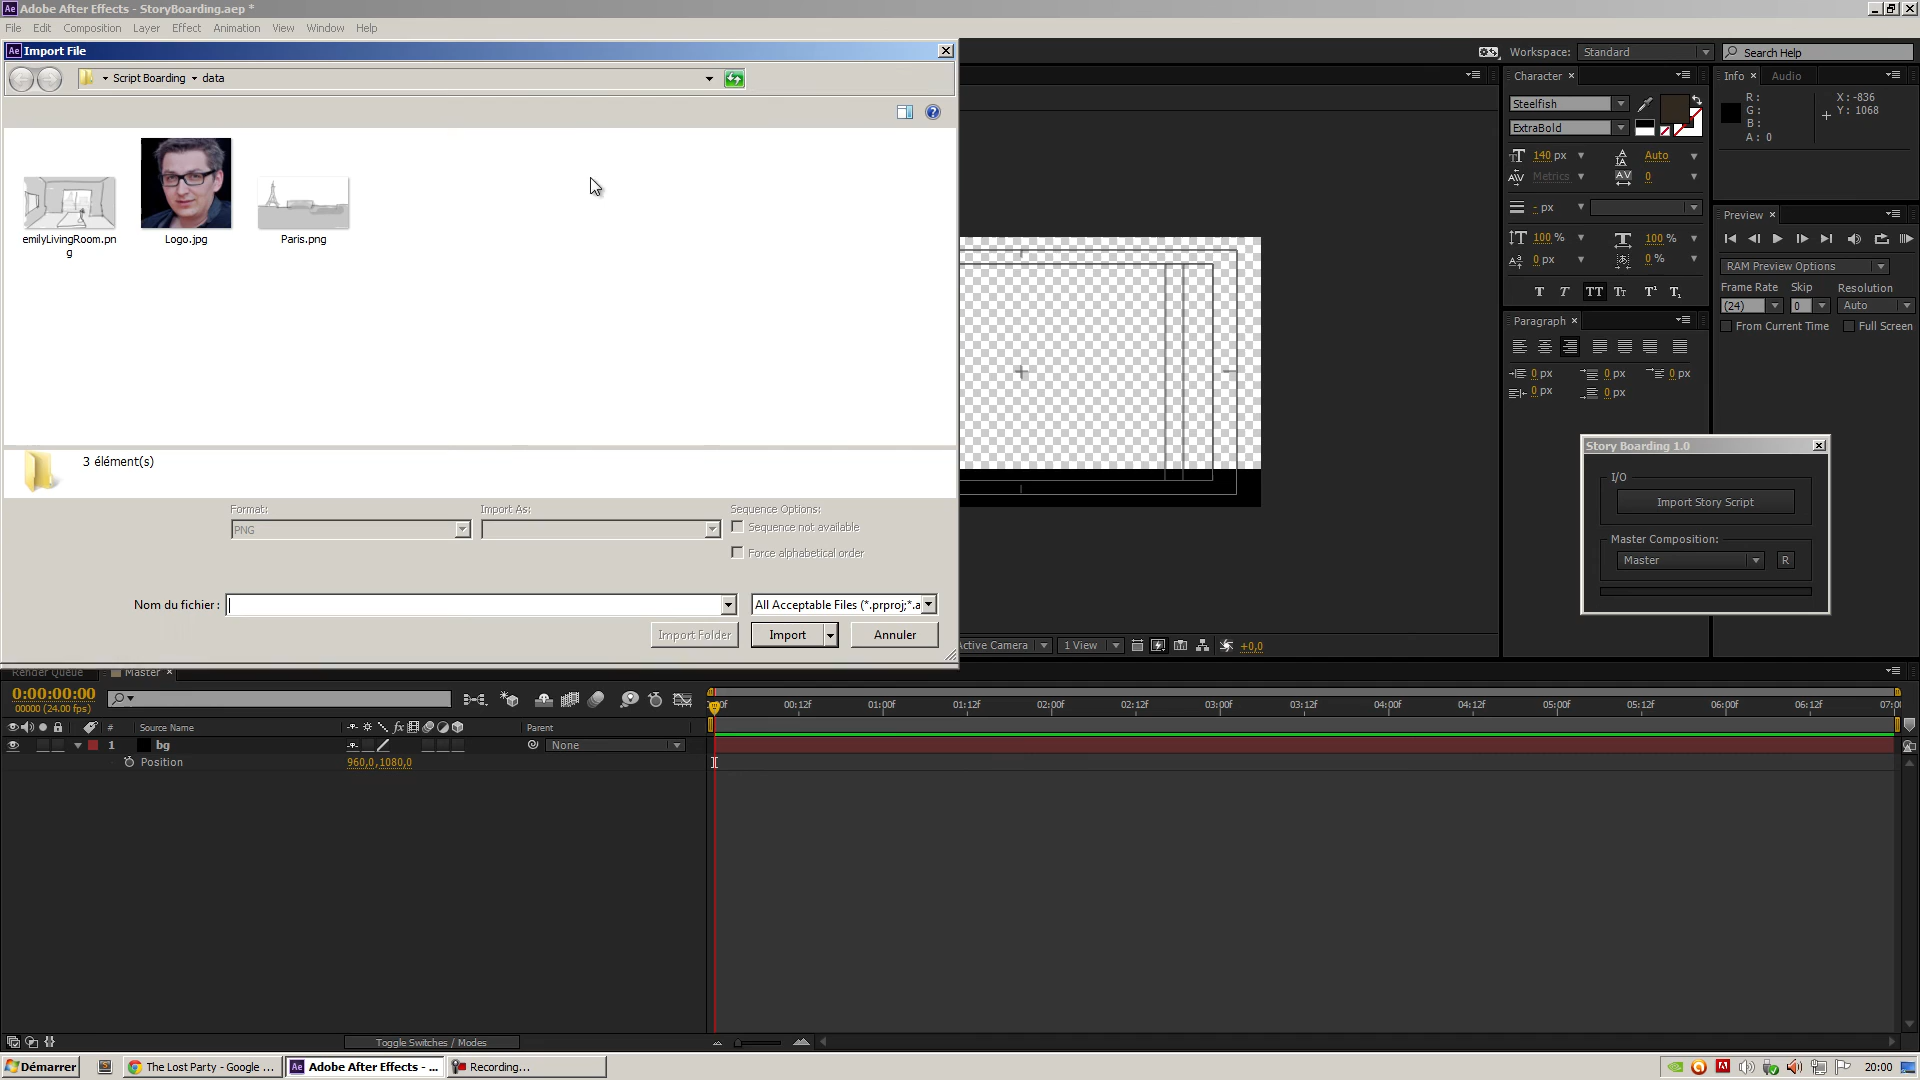 Adobe After Effects - StoryBoarding.aep *
File Edit Composition Layer Effect Animation View Window Help
Ae Import File
Script Boarding data
emilyLivingRoom.pn
g
Logo.jpg
Paris.png
3 élément(s)
Format: Import As: Sequence Options:
PNG
Sequence not available
Force alphabetical order
Nom du fichier :
All Acceptable Files (*.prproj;*.a
Import Folder Import Annuler
Workspace: Standard Search Help
Character
Steelfish
ExtraBold
140 px Auto
Metrics 0
- px
100 % 100 %
0 px 0 %
T T TT Tr T¹ T₁
Paragraph
0 px 0 px 0 px
0 px 0 px
Info Audio
R :
G :
B :
A : 0
X: -836
Y: 1068
Preview
RAM Preview Options
Frame Rate Skip Resolution
(24) 0 Auto
From Current Time Full Screen
Story Boarding 1.0
I/O
Import Story Script
Master Composition:
Master R
Active Camera 1 View +0,0
Render Queue Master
0:00:00:00
00000 (24.00 fps)
:00f 00:12f 01:00f 01:12f 02:00f 02:12f 03:00f 03:12f 04:00f 04:12f 05:00f 05:12f 06:00f 06:12f 07:00
# Source Name fx Parent
1 bg None
Position 960,0,1080,0
Toggle Switches / Modes
Démarrer The Lost Party - Google ... Ae Adobe After Effects - ... Recording... 20:00